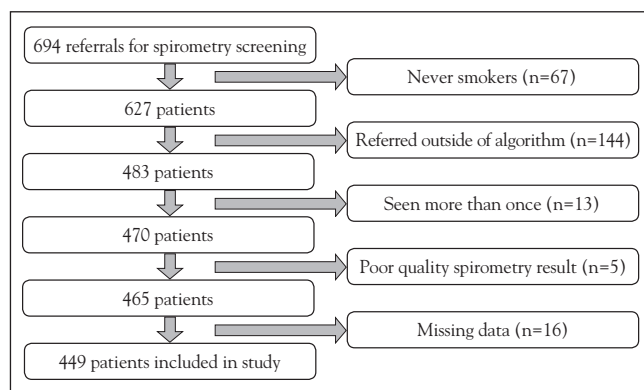 694 referrals for spirometry screening
Never smokers (n=67)
627 patients
Referred outside of algorithm (n=144)
483 patients
Seen more than once (n=13)
470 patients
Poor quality spirometry result (n=5)
465 patients
Missing data (n=16)
449 patients included in study